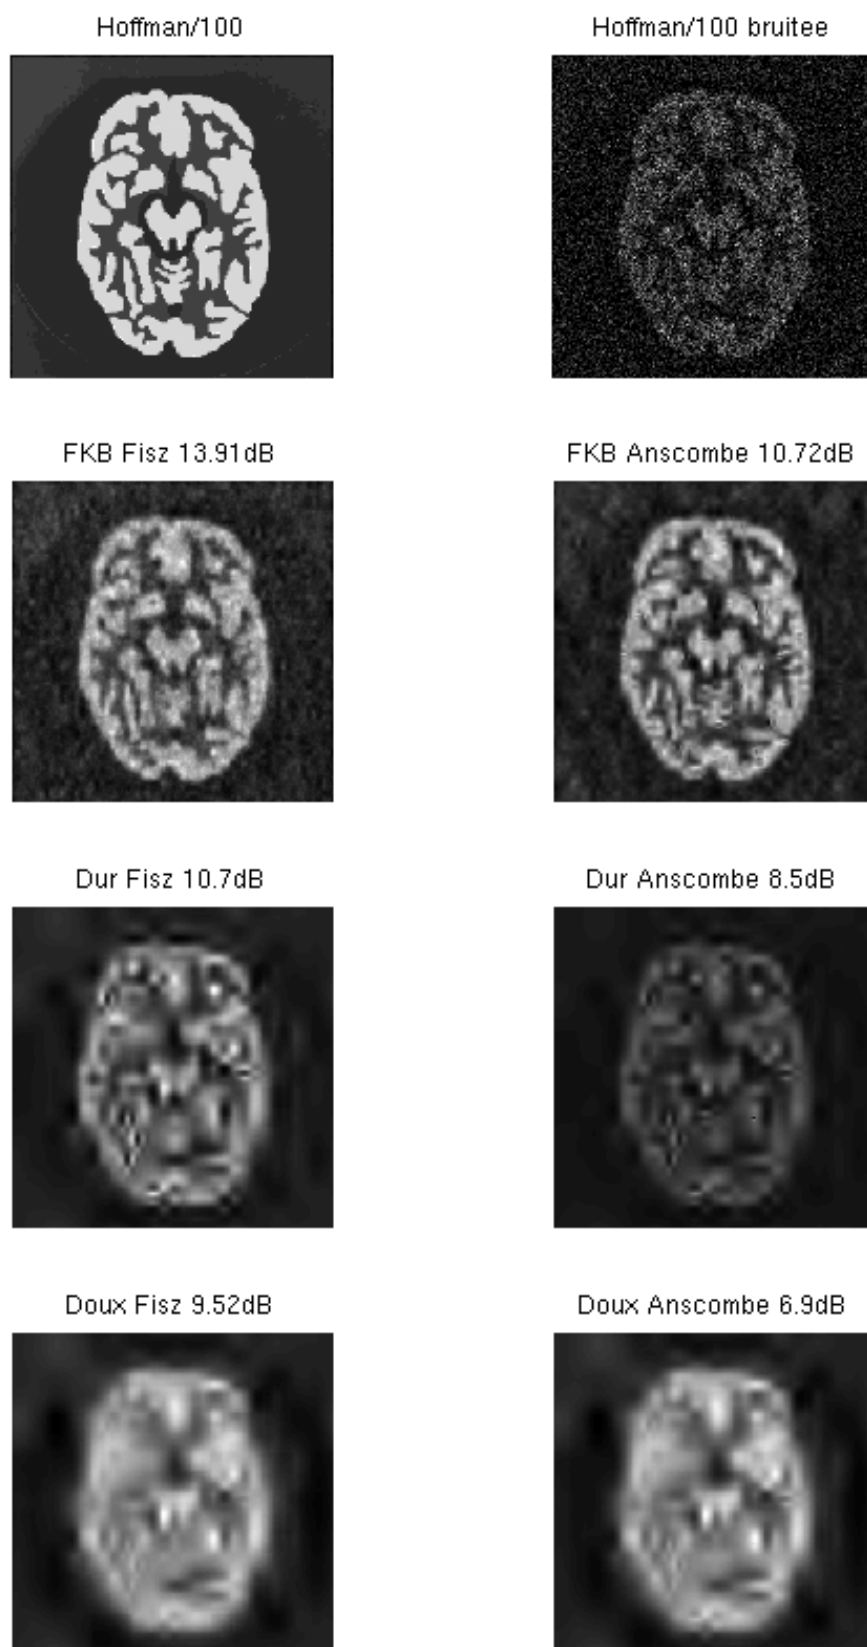 Hoffman/100
Hoffman/100 bruitee
FKB Fisz 13.91dB
FKB Anscombe 10.72dB
Dur Fisz 10.7dB
Dur Anscombe 8.5dB
Doux Fisz 9.52dB
Doux Anscombe 6.9dB